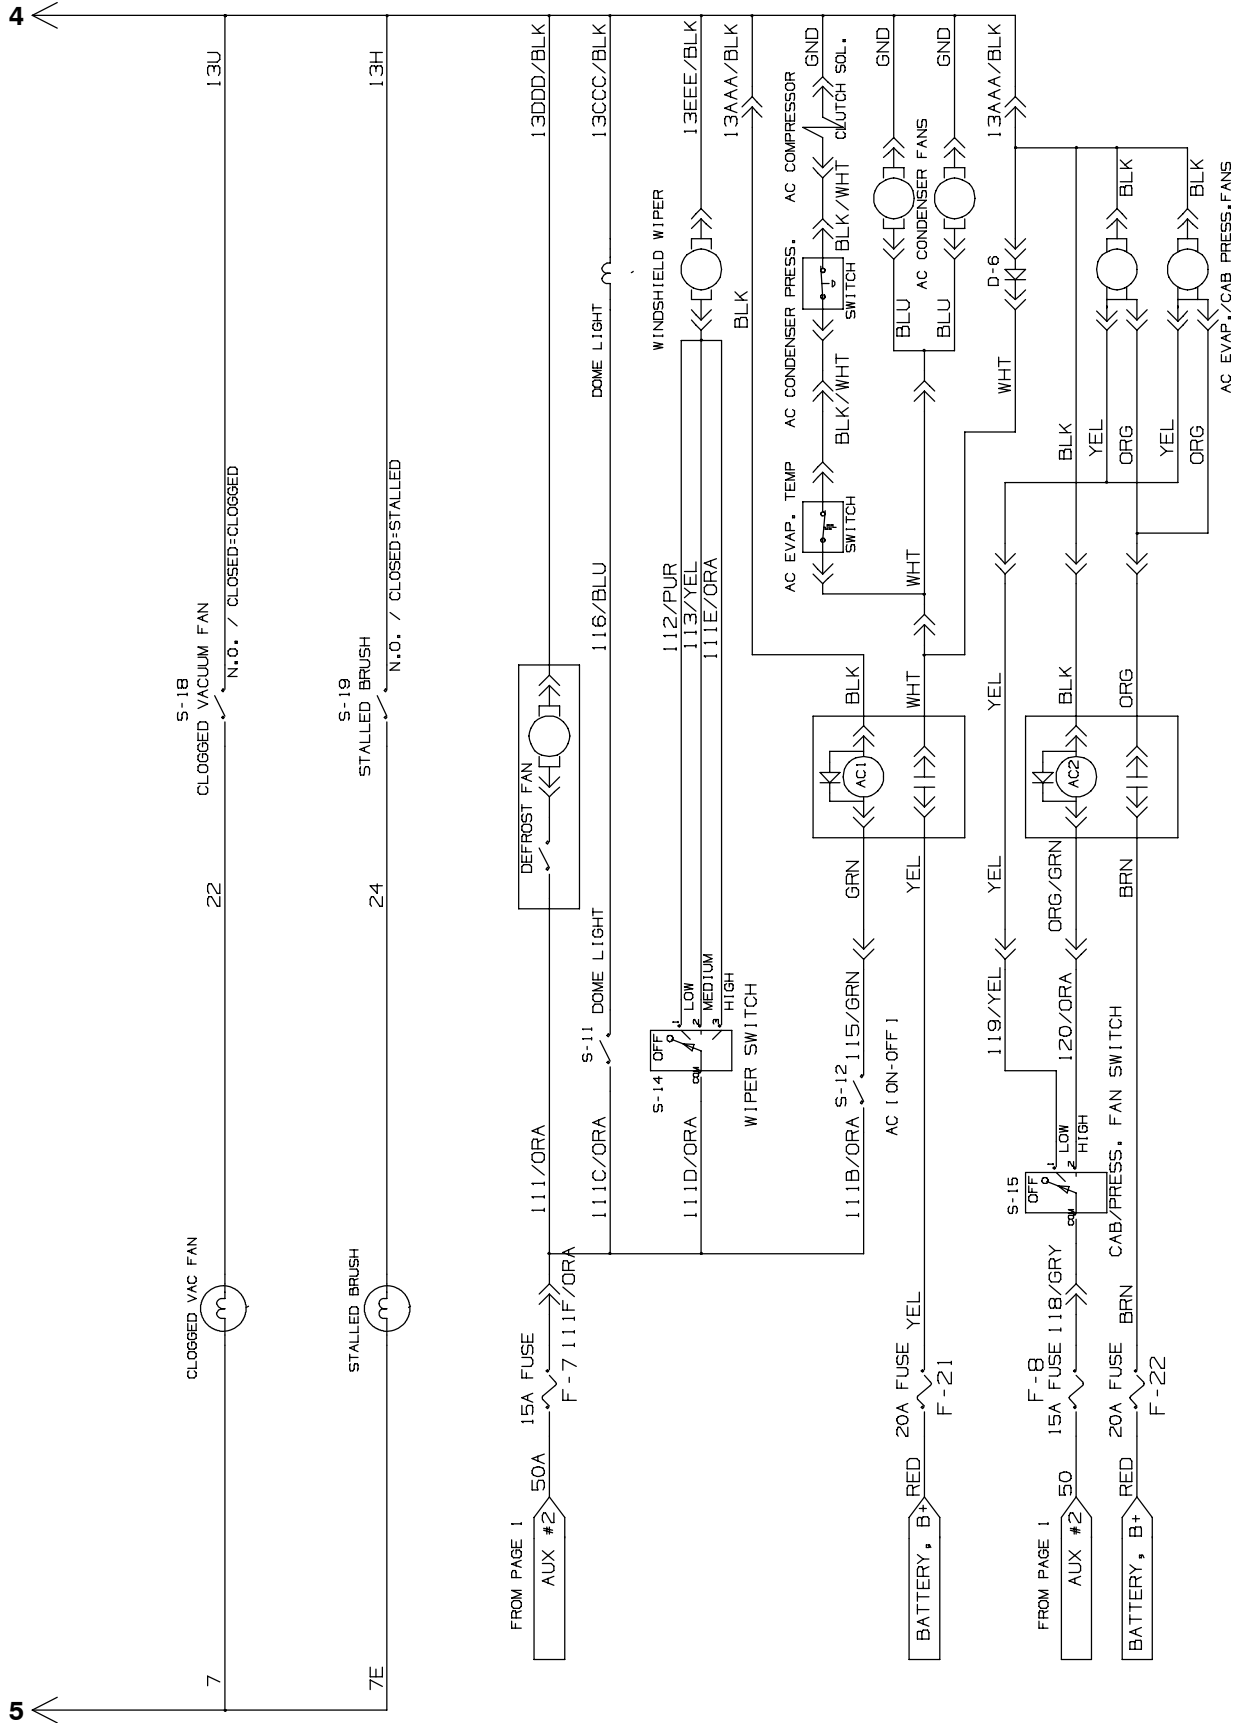 4
5
13U
N.O. / CLOSED=CLOGGED
S-18
CLOGGED VACUUM FAN
22
CLOGGED VAC FAN
7
13H
N.O. / CLOSED=STALLED
S-19
STALLED BRUSH
24
STALLED BRUSH
7E
13DDD/BLK
DEFROST FAN
111/ORA
111F/ORA
15A FUSE
F-7
50A
FROM PAGE 1
AUX #2
13CCC/BLK
DOME LIGHT
116/BLU
DOME LIGHT
S-11
111C/ORA
13EEE/BLK
WINDSHIELD WIPER
112/PUR
113/YEL
111E/ORA
1
LOW
2
MEDIUM
3
HIGH
OFF
COM
S-14
WIPER SWITCH
111D/ORA
13AAA/BLK
BLK
BLK
AC1
GRN
115/GRN
S-12
AC (ON-OFF)
111B/ORA
GND
AC COMPRESSOR
CLUTCH SOL.
BLK/WHT
AC CONDENSER PRESS.
SWITCH
BLK/WHT
AC EVAP. TEMP
SWITCH
GND
GND
AC CONDENSER FANS
BLU
BLU
WHT
WHT
YEL
YEL
20A FUSE
F-21
RED
BATTERY, B+
13AAA/BLK
D-6
WHT
BLK
BLK
AC EVAP./CAB PRESS.FANS
BLK
YEL
ORG
YEL
ORG
YEL
BLK
ORG
AC2
YEL
ORG/GRN
BRN
119/YEL
120/ORA
1
LOW
2
HIGH
OFF
COM
S-15
CAB/PRESS. FAN SWITCH
118/GRY
15A FUSE
F-8
50
FROM PAGE 1
AUX #2
BRN
20A FUSE
F-22
RED
BATTERY, B+